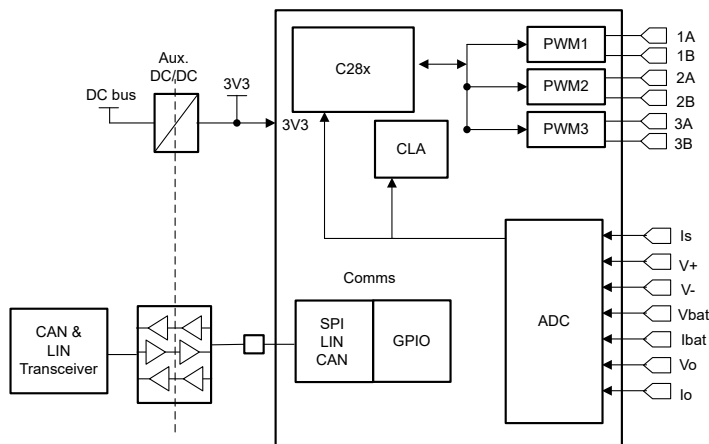 Aux.
DC/DC
DC bus
3V3
3V3
C28x
CLA
PWM1
PWM2
PWM3
1A
1B
2A
2B
3A
3B
Comms
SPI
LIN
CAN
GPIO
ADC
Is
V+
V-
Vbat
Ibat
Vo
Io
CAN &
LIN
Transceiver